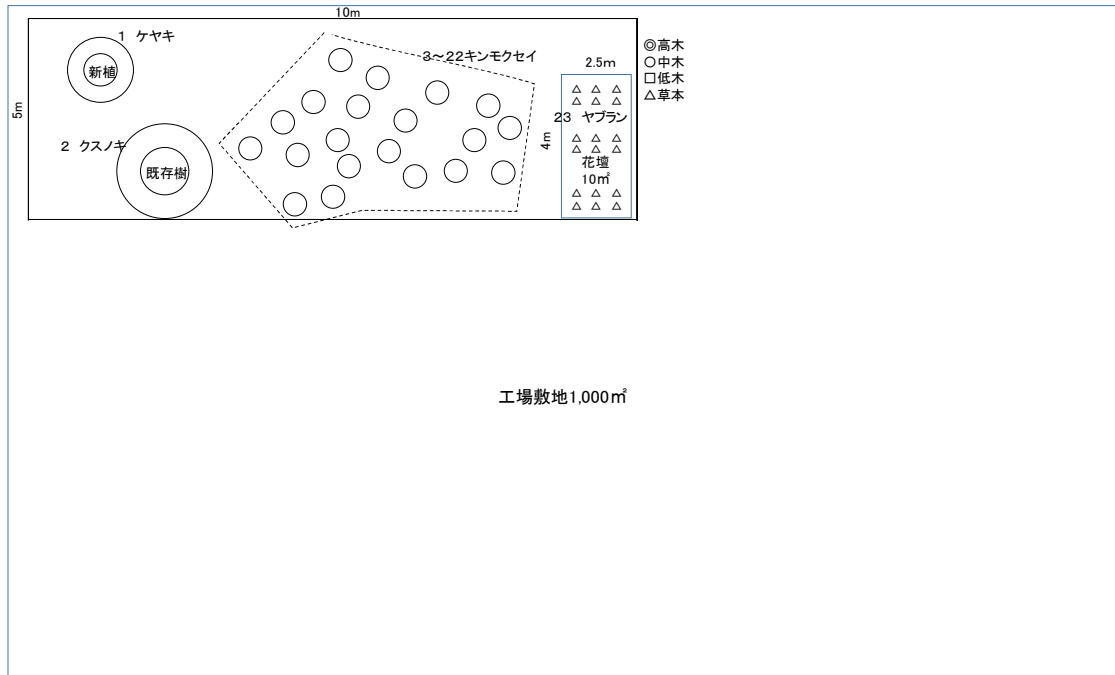 10m
1 ケヤキ
新植
3~22キンモクセイ
◎高木
○中木
□低木
△草本
2.5m
5m
23 ヤブラン
4m
2 クスノキ
既存樹
花壇
10㎡
工場敷地1,000㎡